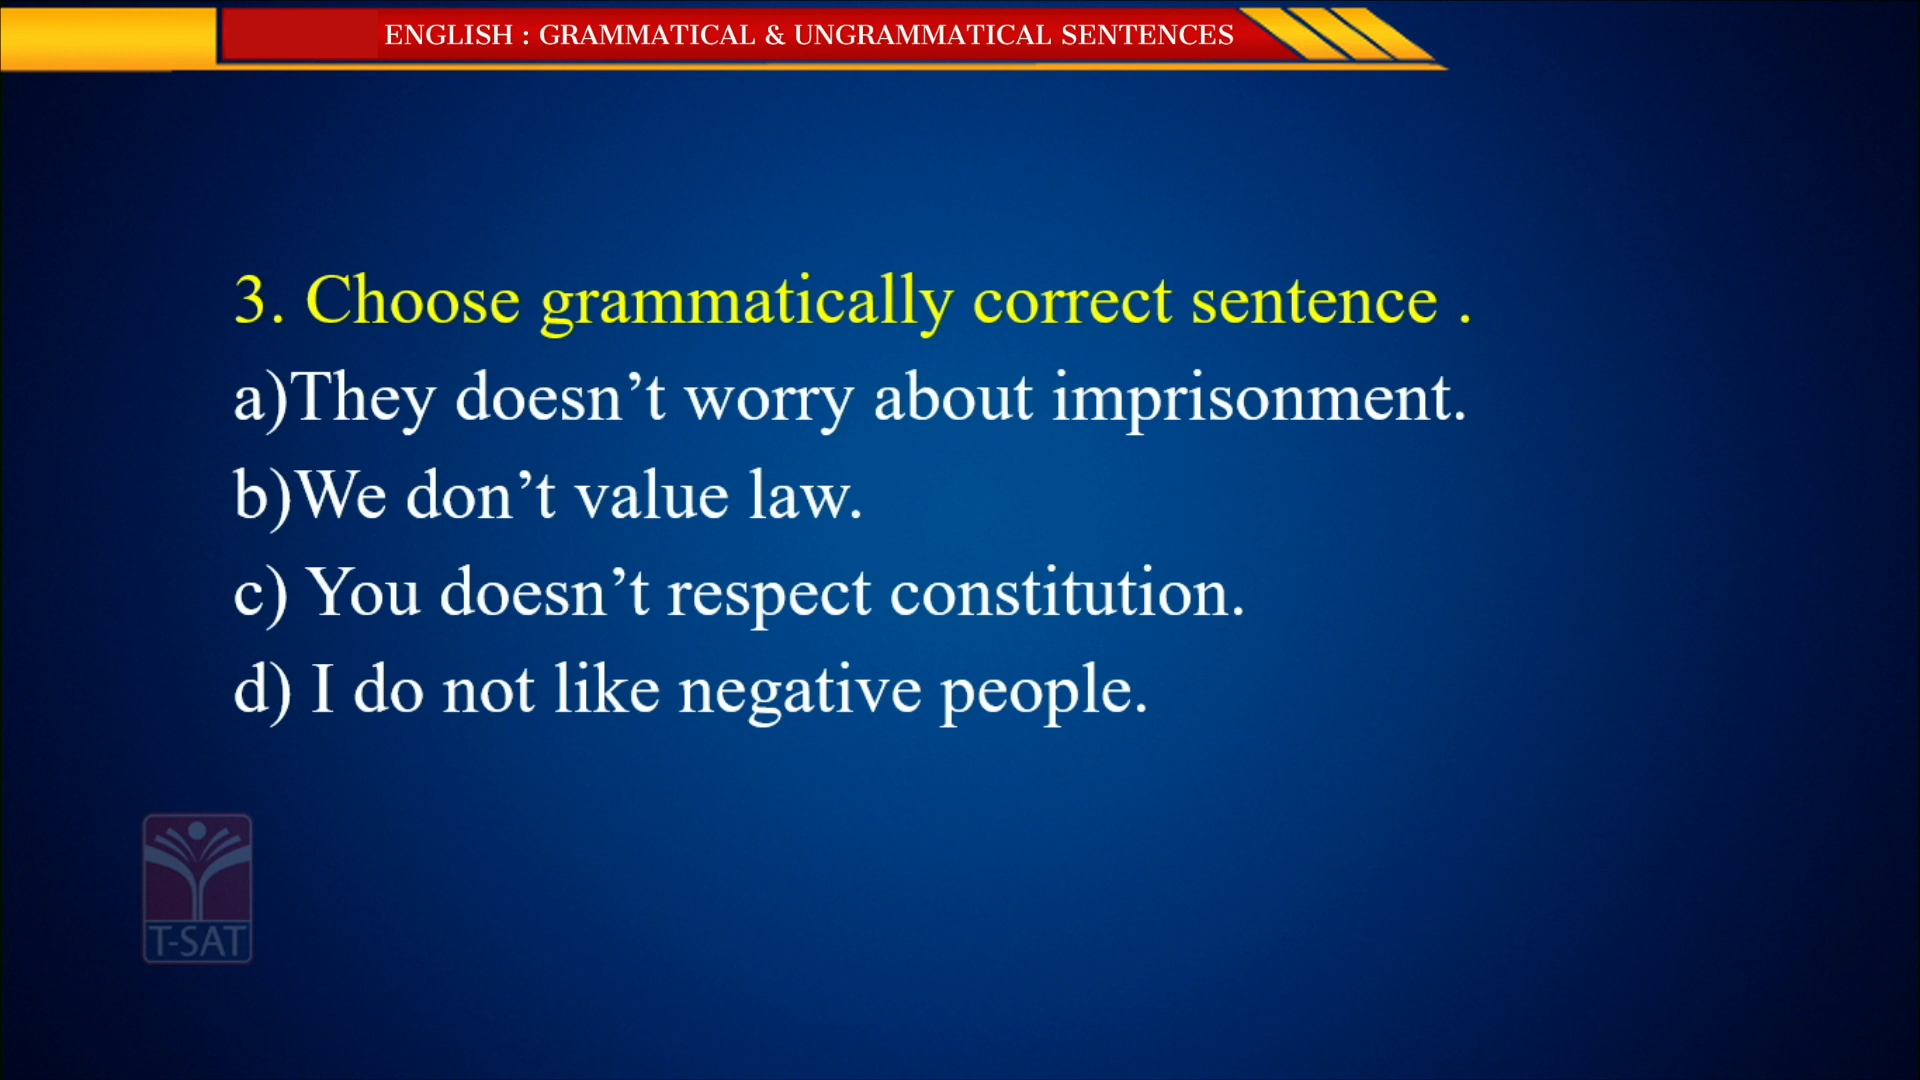 ENGLISH : GRAMMATICAL & UNGRAMMATICAL SENTENCES
3. Choose grammatically correct sentence .
a)They doesn’t worry about imprisonment.
b)We don’t value law.
c) You doesn’t respect constitution.
d) I do not like negative people.
T-SAT